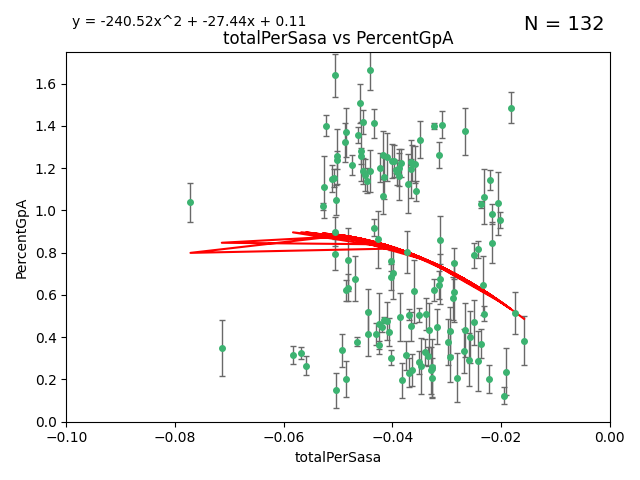 y = -240.52x^2 + -27.44x + 0.11
N = 132
totalPerSasa vs PercentGpA
PercentGpA
1.6
1.4
1.2
1.0
0.8
0.6
0.4
0.2
0.0
−0.10 −0.08 −0.06 −0.04 −0.02 0.00
totalPerSasa